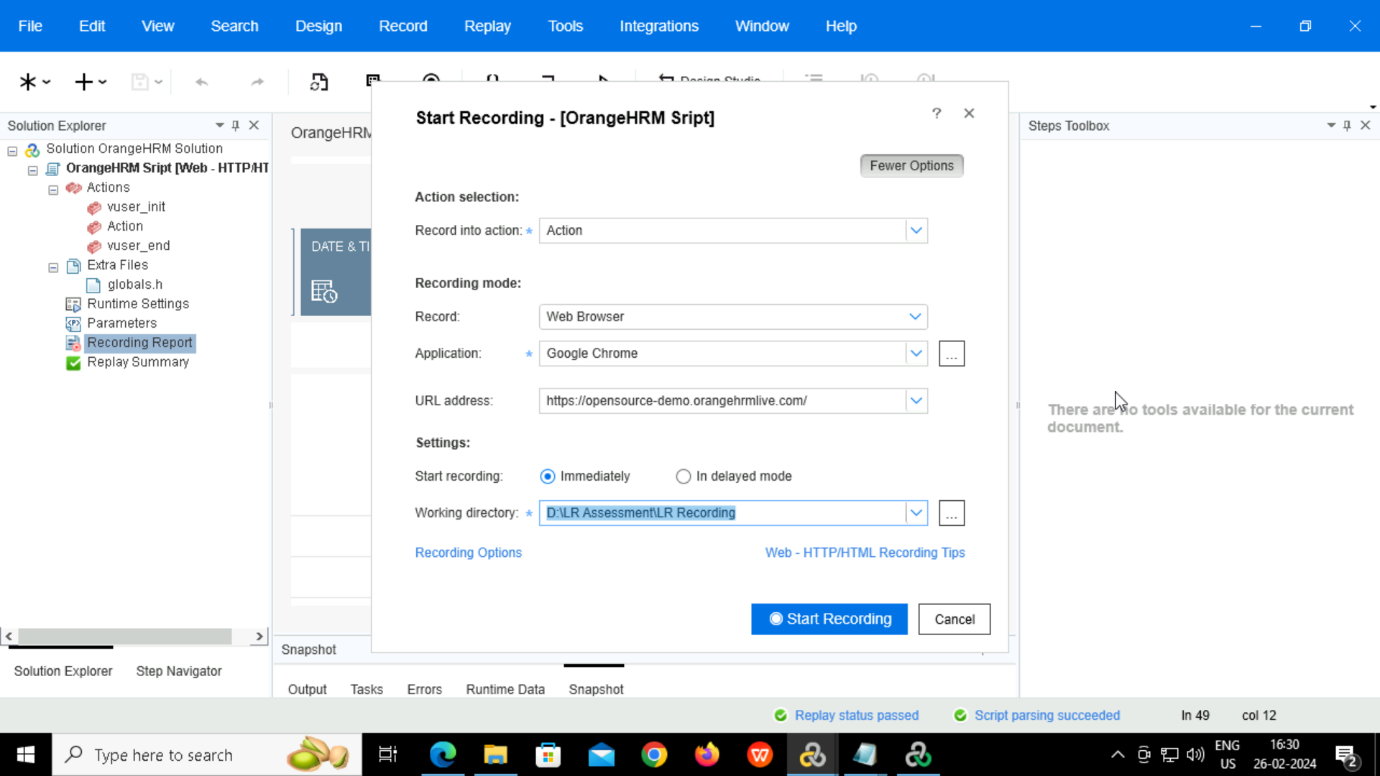 File Edit View Search Design Record Replay Tools Integrations Window Help
Solution Explorer
Solution OrangeHRM Solution
OrangeHRM Sript [Web - HTTP/HT
Actions
vuser_init
Action
vuser_end
Extra Files
globals.h
Runtime Settings
Parameters
Recording Report
Replay Summary
Solution Explorer Step Navigator
OrangeHRM
DATE & TI
Start Recording - [OrangeHRM Sript]
?
Fewer Options
Action selection:
Record into action: * Action
Recording mode:
Record: Web Browser
Application: * Google Chrome ...
URL address: https://opensource-demo.orangehrmlive.com/
Settings:
Start recording: Immediately In delayed mode
Working directory: * D:\LR Assessment\LR Recording ...
Recording Options Web - HTTP/HTML Recording Tips
Start Recording Cancel
Snapshot
Output Tasks Errors Runtime Data Snapshot
Design Studio
Steps Toolbox
There are no tools available for the current
document.
Replay status passed Script parsing succeeded ln 49 col 12
Type here to search
ENG
US
16:30
26-02-2024
2